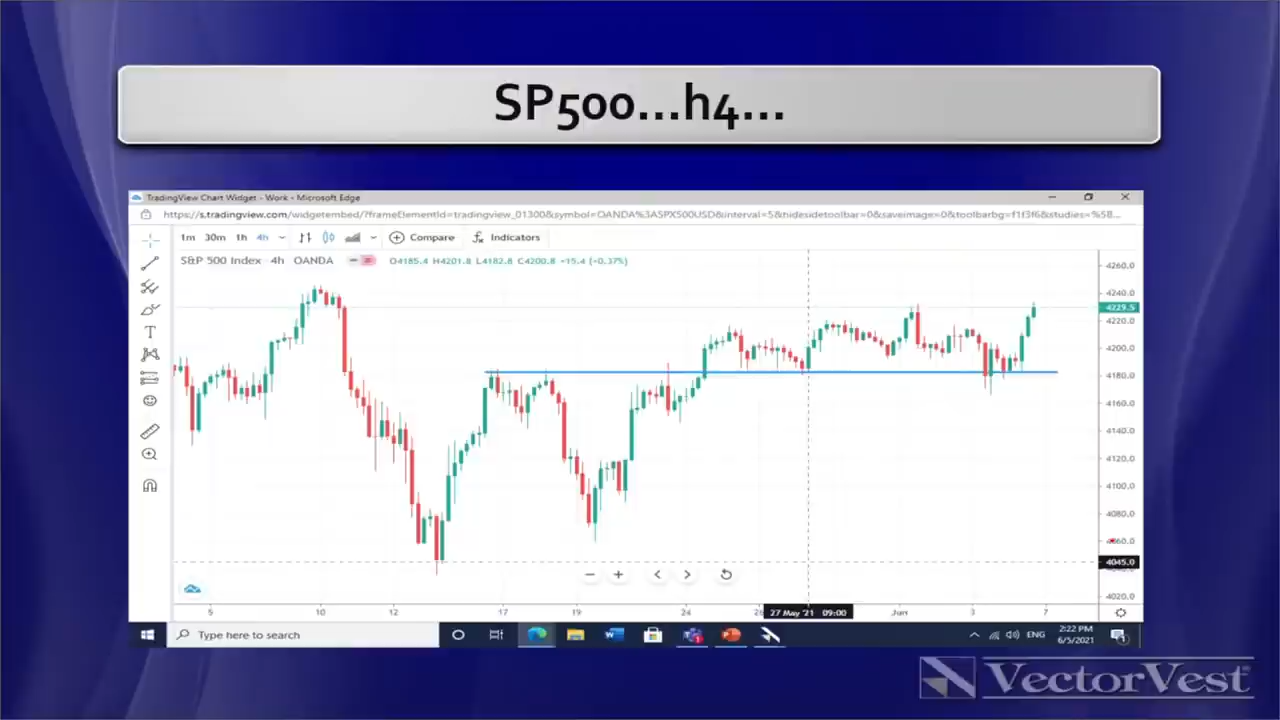 SP500...h4...
TradingView Chart Widget - Work - Microsoft Edge
https://s.tradingview.com/widgetembed/?frameElementId=tradingview_01300&symbol=OANDA%3ASPX500USD&interval=5&hidesidetoolbar=0&saveimage=0&toolbarbg=f1f3f6&studies=%5B...
1m 30m 1h 4h Compare Indicators
S&P 500 Index · 4h OANDA O4185.4 H4201.8 L4182.8 C4200.8 -15.4 (-0.37%)
4260.0
4240.0
4229.5
4220.0
4200.0
4180.0
4160.0
4140.0
4120.0
4100.0
4080.0
4060.0
4045.0
4020.0
5 10 12 17 19 24 26 27 May '21 09:00 Jun 3 7
Type here to search
ENG
2:22 PM
6/5/2021
VectorVest